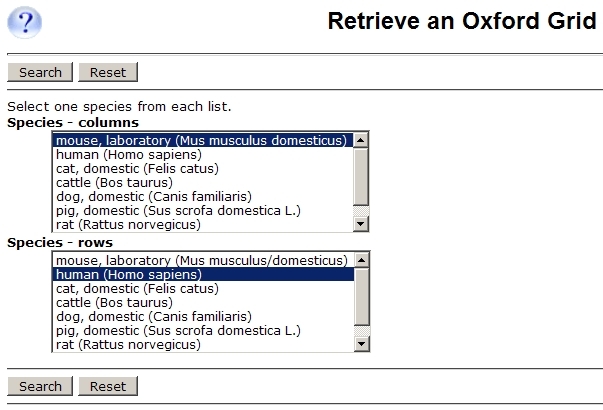 ?
Retrieve an Oxford Grid
Search Reset
Select one species from each list.
Species - columns
mouse, laboratory (Mus musculus domesticus)
human (Homo sapiens)
cat, domestic (Felis catus)
cattle (Bos taurus)
dog, domestic (Canis familiaris)
pig, domestic (Sus scrofa domestica L.)
rat (Rattus norvegicus)
Species - rows
mouse, laboratory (Mus musculus/domesticus)
human (Homo sapiens)
cat, domestic (Felis catus)
cattle (Bos taurus)
dog, domestic (Canis familiaris)
pig, domestic (Sus scrofa domestica L.)
rat (Rattus norvegicus)
Search Reset